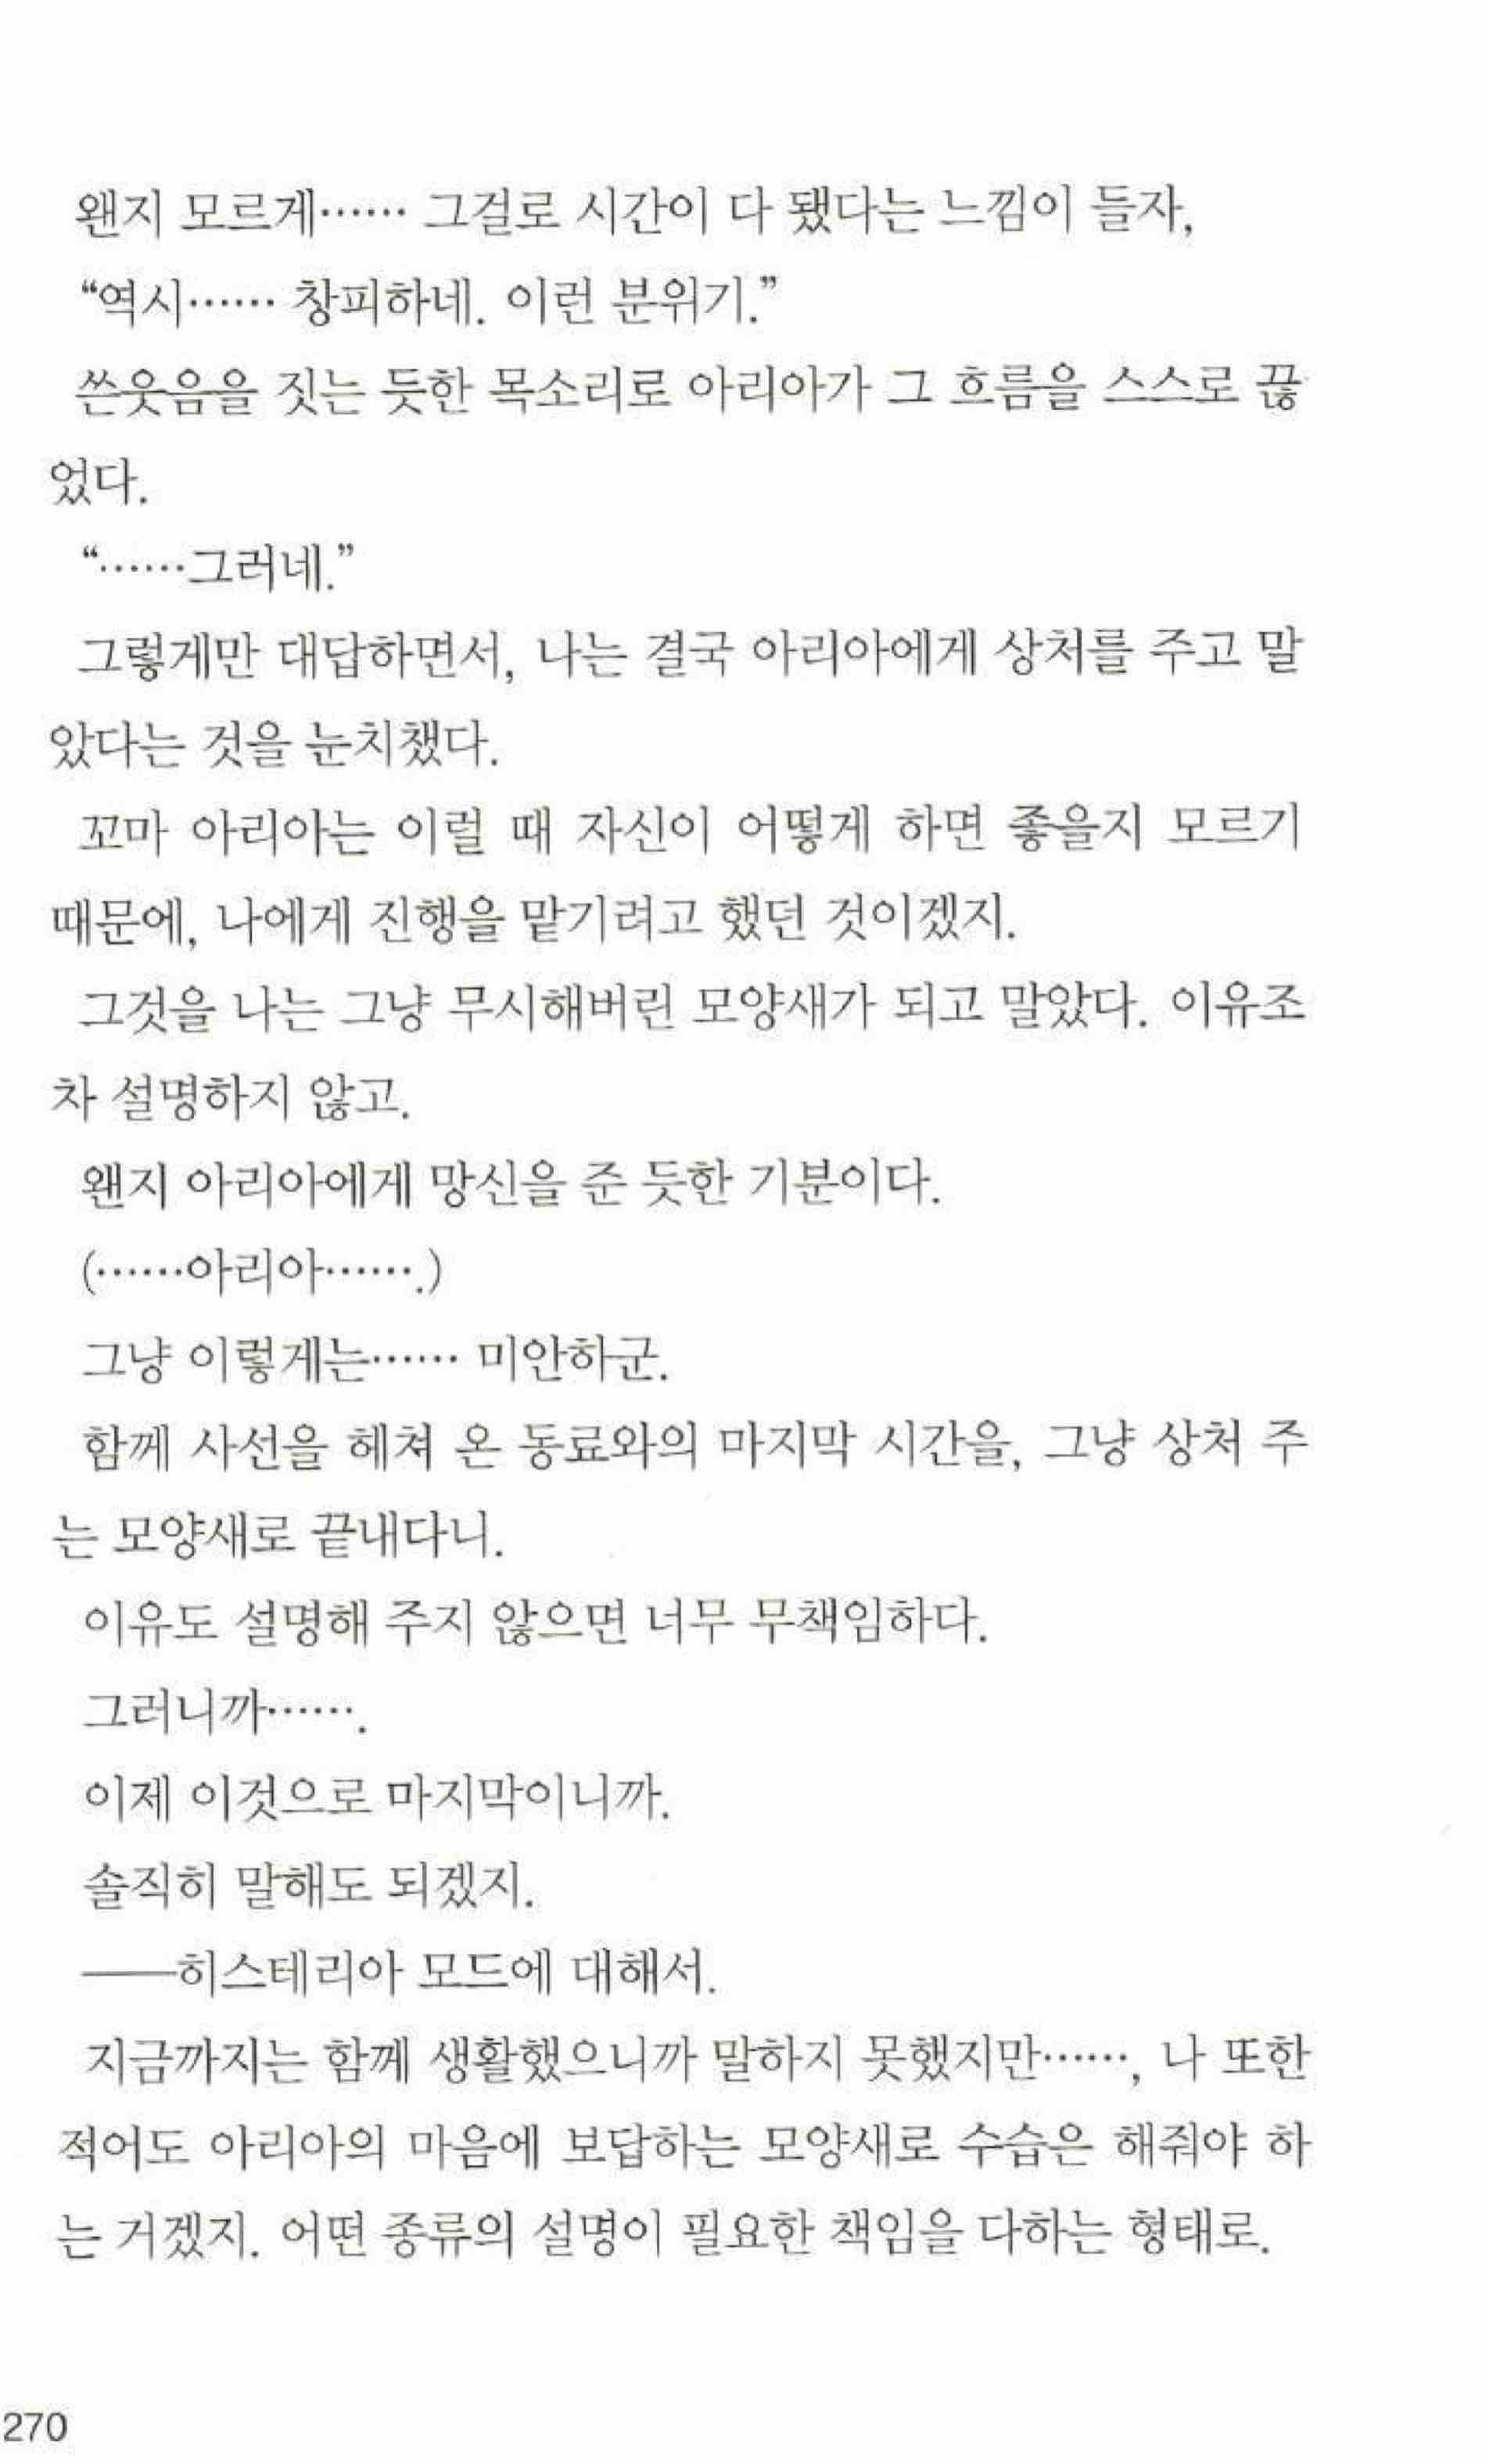 왠지 모르게…… 그걸로 시간이 다 됐다는 느낌이 들자,
“역시…… 창피하네. 이런 분위기.”
쓴웃음을 짓는 듯한 목소리로 아리아가 그 흐름을 스스로 끊
었다.
“……그러네.”
그렇게만 대답하면서, 나는 결국 아리아에게 상처를 주고 말
았다는 것을 눈치챘다.
꼬마 아리아는 이럴 때 자신이 어떻게 하면 좋을지 모르기
때문에, 나에게 진행을 맡기려고 했던 것이겠지.
그것을 나는 그냥 무시해버린 모양새가 되고 말았다. 이유조
차 설명하지 않고.
왠지 아리아에게 망신을 준 듯한 기분이다.
(……아리아…….)
그냥 이렇게는…… 미안하군.
함께 사선을 헤쳐 온 동료와의 마지막 시간을, 그냥 상처 주
는 모양새로 끝내다니.
이유도 설명해 주지 않으면 너무 무책임하다.
그러니까…….
이제 이것으로 마지막이니까.
솔직히 말해도 되겠지.
──히스테리아 모드에 대해서.
지금까지는 함께 생활했으니까 말하지 못했지만……, 나 또한
적어도 아리아의 마음에 보답하는 모양새로 수습은 해줘야 하
는 거겠지. 어떤 종류의 설명이 필요한 책임을 다하는 형태로.
270